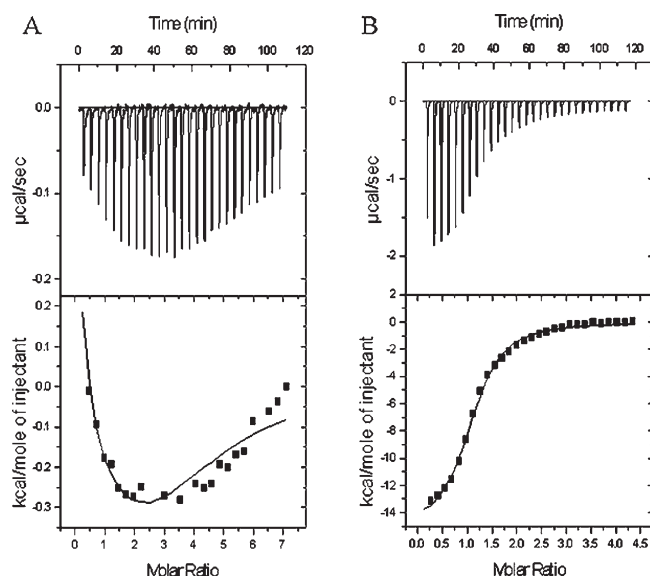 A
Time (min)
0 20 40 60 80 100 120
0.0
-0.1
-0.2
µcal/sec
0.2
0.1
0.0
-0.1
-0.2
-0.3
kcal/mole of injectant
0 1 2 3 4 5 6 7
Molar Ratio
B
Time (min)
0 20 40 60 80 100 120
0
-1
-2
2
µcal/sec
0
-2
-4
-6
-8
-10
-12
-14
kcal/mole of injectant
0.0 0.5 1.0 1.5 2.0 2.5 3.0 3.5 4.0 4.5
Molar Ratio